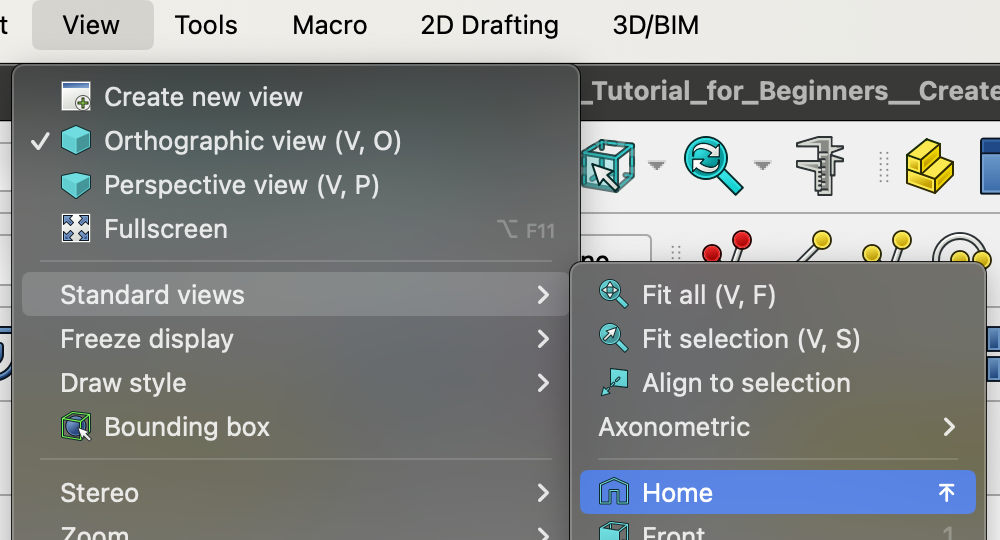 View Tools Macro 2D Drafting 3D/BIM
_Tutorial_for_Beginners__Create
Create new view
Orthographic view (V, O)
Perspective view (V, P)
Fullscreen ⌥ F11
Standard views
Freeze display
Draw style
Bounding box
Stereo
Zoom
Fit all (V, F)
Fit selection (V, S)
Align to selection
Axonometric
Home
Front 1